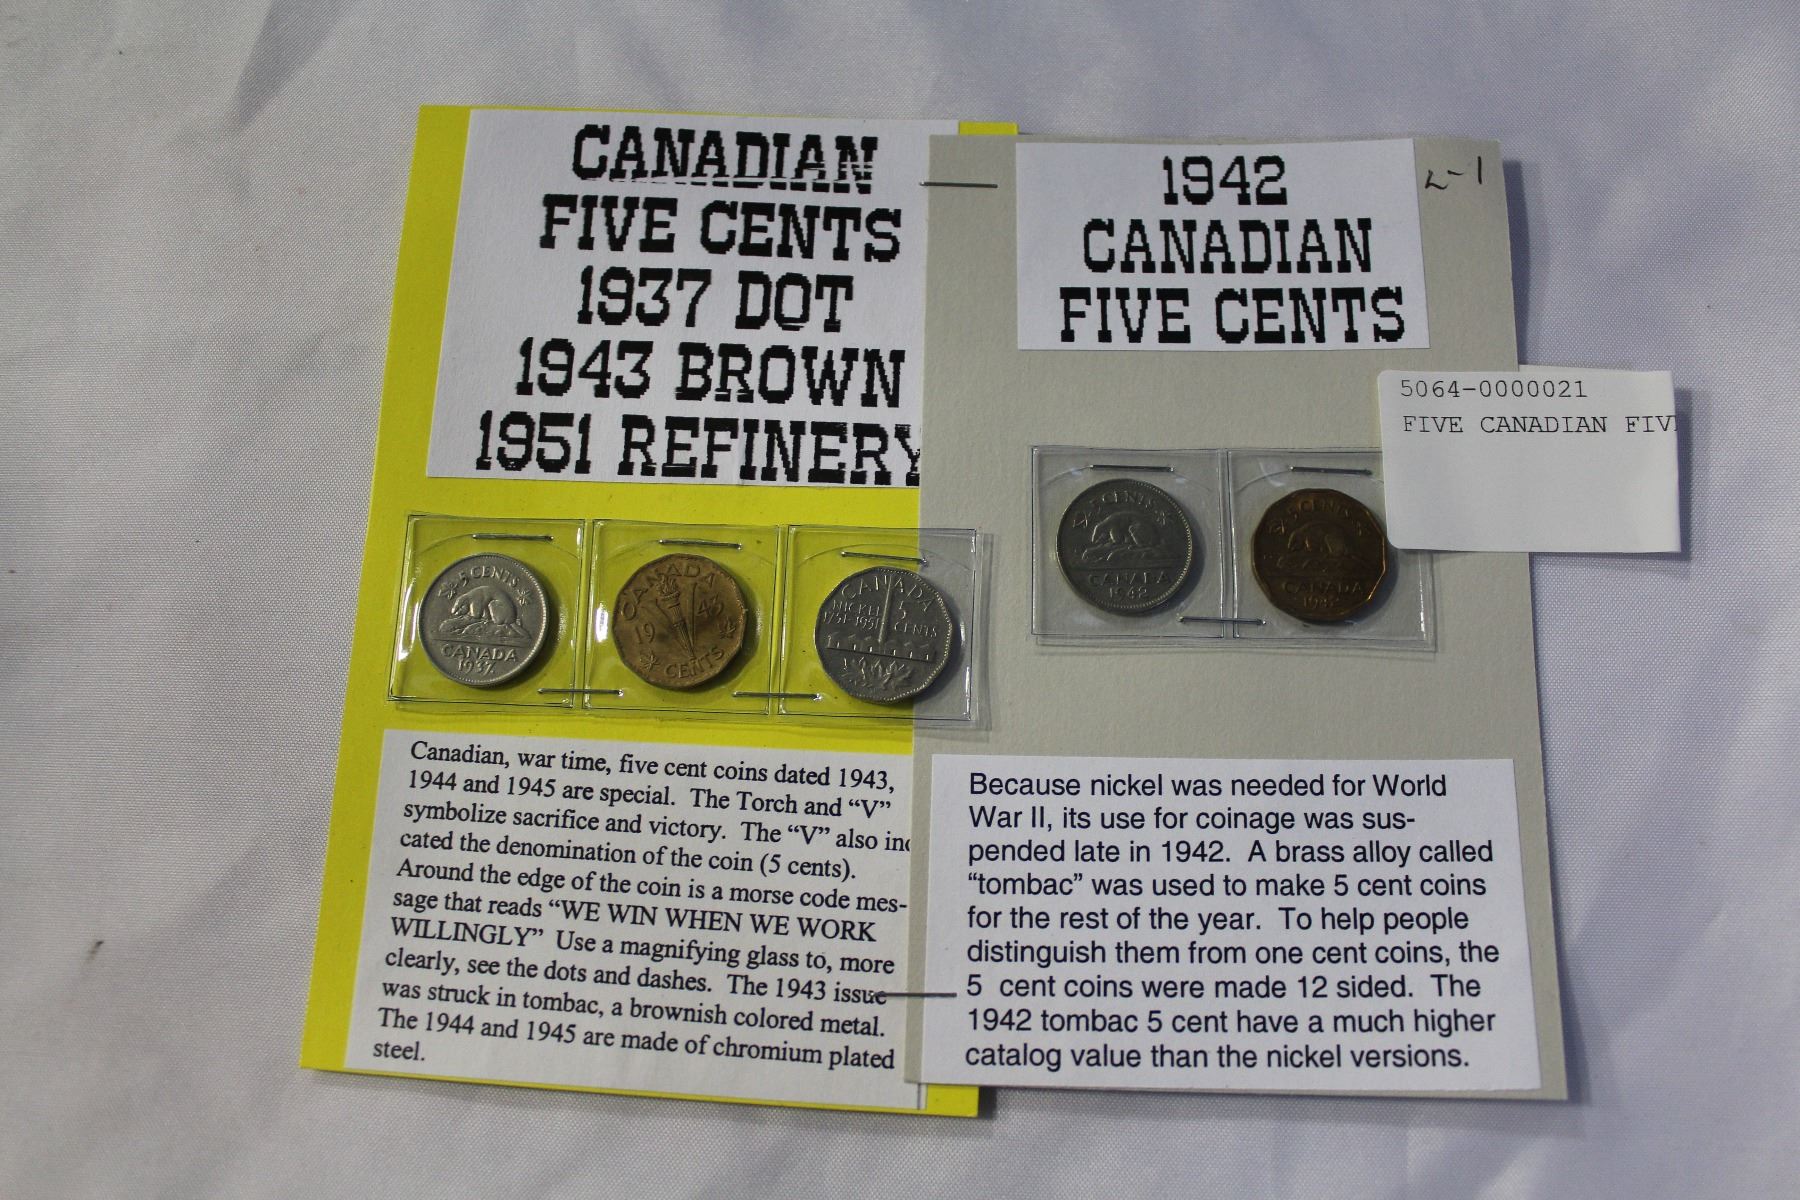 CANADIAN
FIVE CENTS
1937 DOT
1943 BROWN
1951 REFINERY
5 CENTS
CANADA
1937
CANADA
19 43
CENTS
CANADA
NICKEL 5
1751-1951 CENTS
Canadian, war time, five cent coins dated 1943,
1944 and 1945 are special. The Torch and “V”
symbolize sacrifice and victory. The “V” also
cated the denomination of the coin (5 cents).
Around the edge of the coin is a morse code mes-
sage that reads “WE WIN WHEN WE WORK
WILLINGLY” Use a magnifying glass to, more
clearly, see the dots and dashes. The 1943 issue
was struck in tombac, a brownish colored metal.
The 1944 and 1945 are made of chromium plated
steel.
1942
CANADIAN
FIVE CENTS
5064-0000021
FIVE CANADIAN FIV
5 CENTS
CANADA
1942
5 CENTS
CANADA
1942
Because nickel was needed for World
War II, its use for coinage was sus-
pended late in 1942. A brass alloy called
“tombac” was used to make 5 cent coins
for the rest of the year. To help people
distinguish them from one cent coins, the
5 cent coins were made 12 sided. The
1942 tombac 5 cent have a much higher
catalog value than the nickel versions.